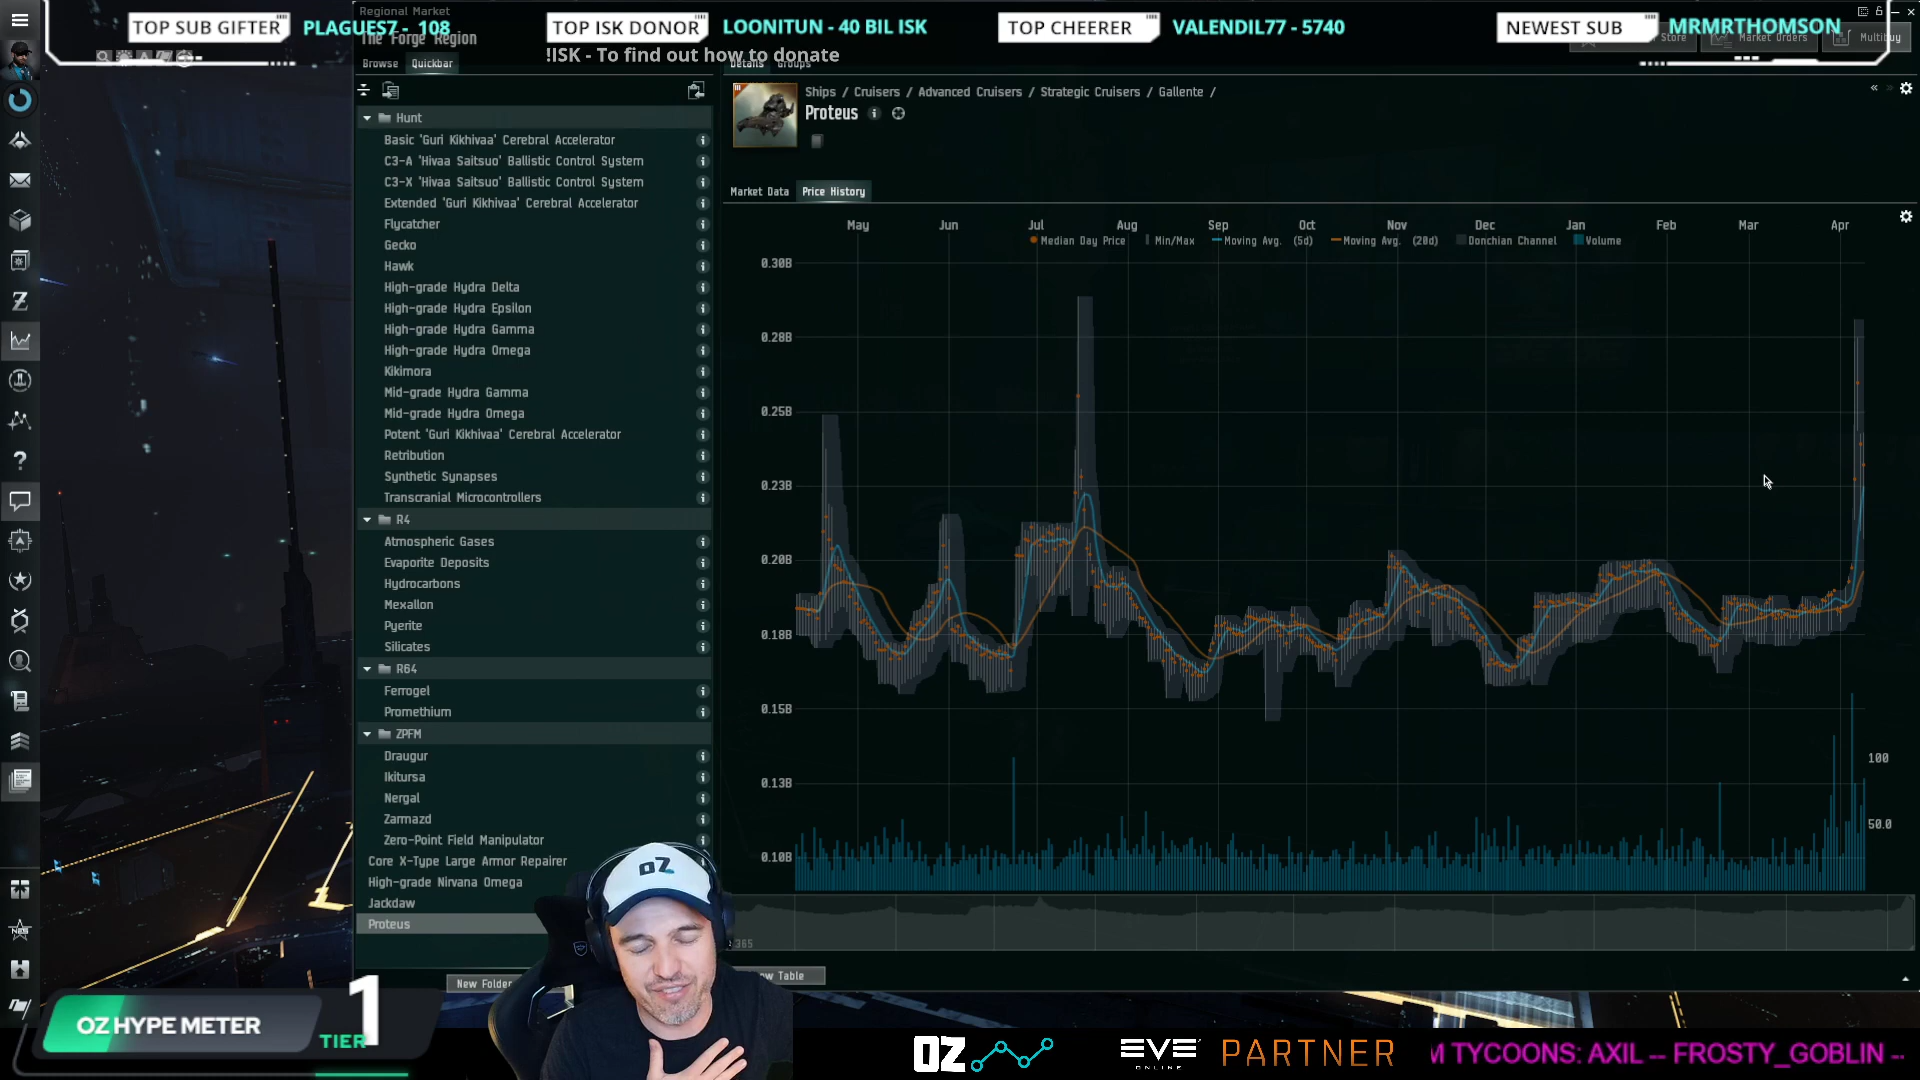 TOP SUB GIFTER
PLAGUES7 - 108
TOP ISK DONOR
LOONITUN - 40 BIL ISK
TOP CHEERER
VALENDIL77 - 5740
NEWEST SUB
MRMRTHOMSON
!ISK - To find out how to donate
Regional Market
The Forge Region
Store
Market Orders
Multibuy
Browse
Quickbar
Details
Groups
Hunt
Basic 'Guri Kikhivaa' Cerebral Accelerator
C3-A 'Hivaa Saitsuo' Ballistic Control System
C3-X 'Hivaa Saitsuo' Ballistic Control System
Extended 'Guri Kikhivaa' Cerebral Accelerator
Flycatcher
Gecko
Hawk
High-grade Hydra Delta
High-grade Hydra Epsilon
High-grade Hydra Gamma
High-grade Hydra Omega
Kikimora
Mid-grade Hydra Gamma
Mid-grade Hydra Omega
Potent 'Guri Kikhivaa' Cerebral Accelerator
Retribution
Synthetic Synapses
Transcranial Microcontrollers
R4
Atmospheric Gases
Evaporite Deposits
Hydrocarbons
Mexallon
Pyerite
Silicates
R64
Ferrogel
Promethium
ZPFM
Draugur
Ikitursa
Nergal
Zarmazd
Zero-Point Field Manipulator
Core X-Type Large Armor Repairer
High-grade Nirvana Omega
Jackdaw
Proteus
New Folder
Ships / Cruisers / Advanced Cruisers / Strategic Cruisers / Gallente /
Proteus
Market Data
Price History
May Jun Jul Aug Sep Oct Nov Dec Jan Feb Mar Apr
Median Day Price Min/Max Moving Avg. (5d) Moving Avg. (20d) Donchian Channel Volume
0.30B
0.28B
0.25B
0.23B
0.20B
0.18B
0.15B
0.13B
0.10B
100
50.0
365
Table
OZ
OZ HYPE METER
TIER 1
OZ
EVE
ONLINE
PARTNER
M TYCOONS: AXIL -- FROSTY_GOBLIN --